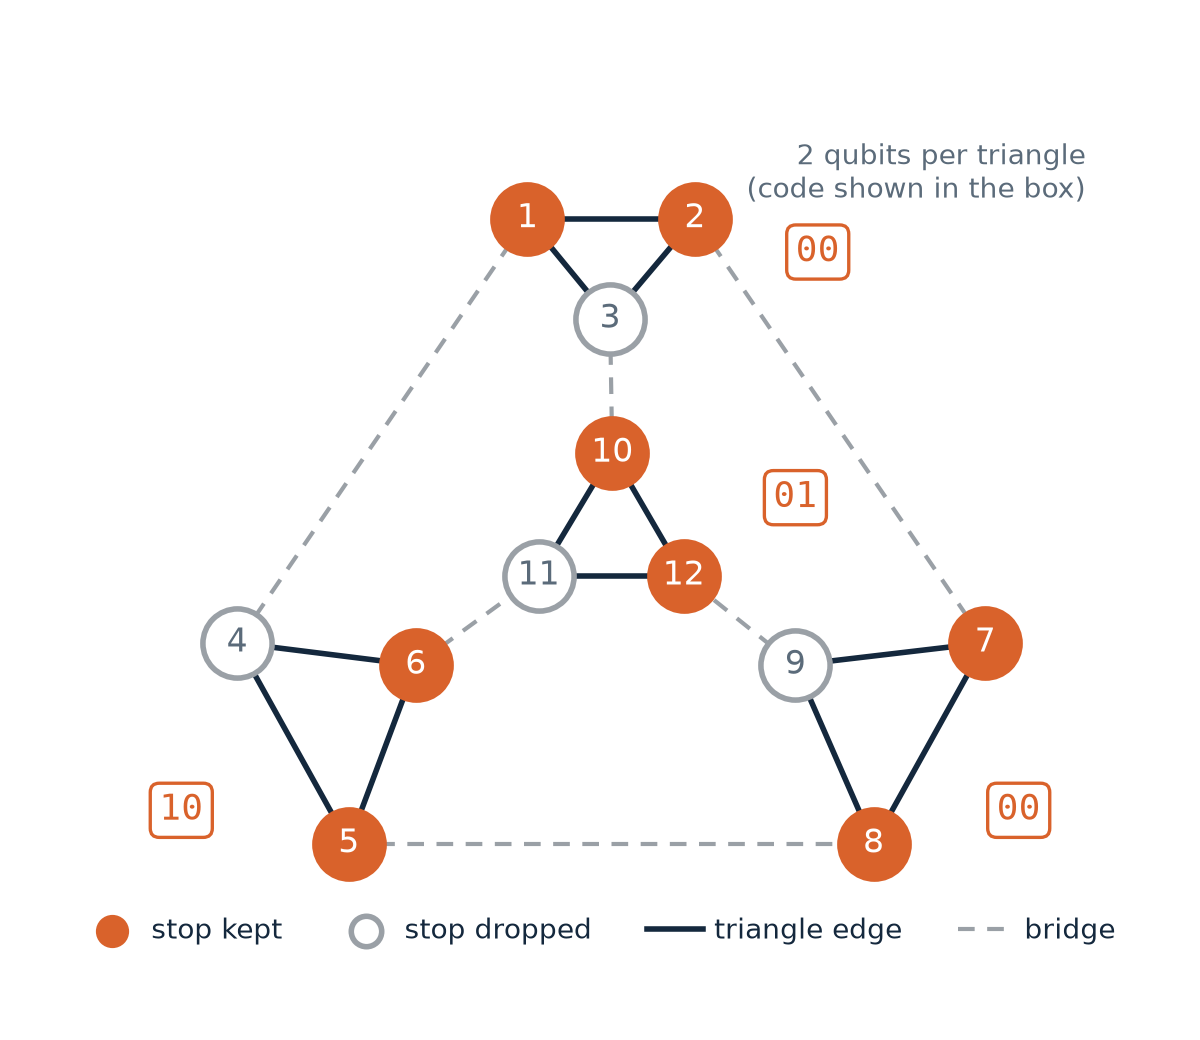 2 qubits per triangle
(code shown in the box)
1
2
00
3
10
01
11
12
4
6
9
7
10
00
5
8
stop kept
stop dropped
triangle edge
bridge